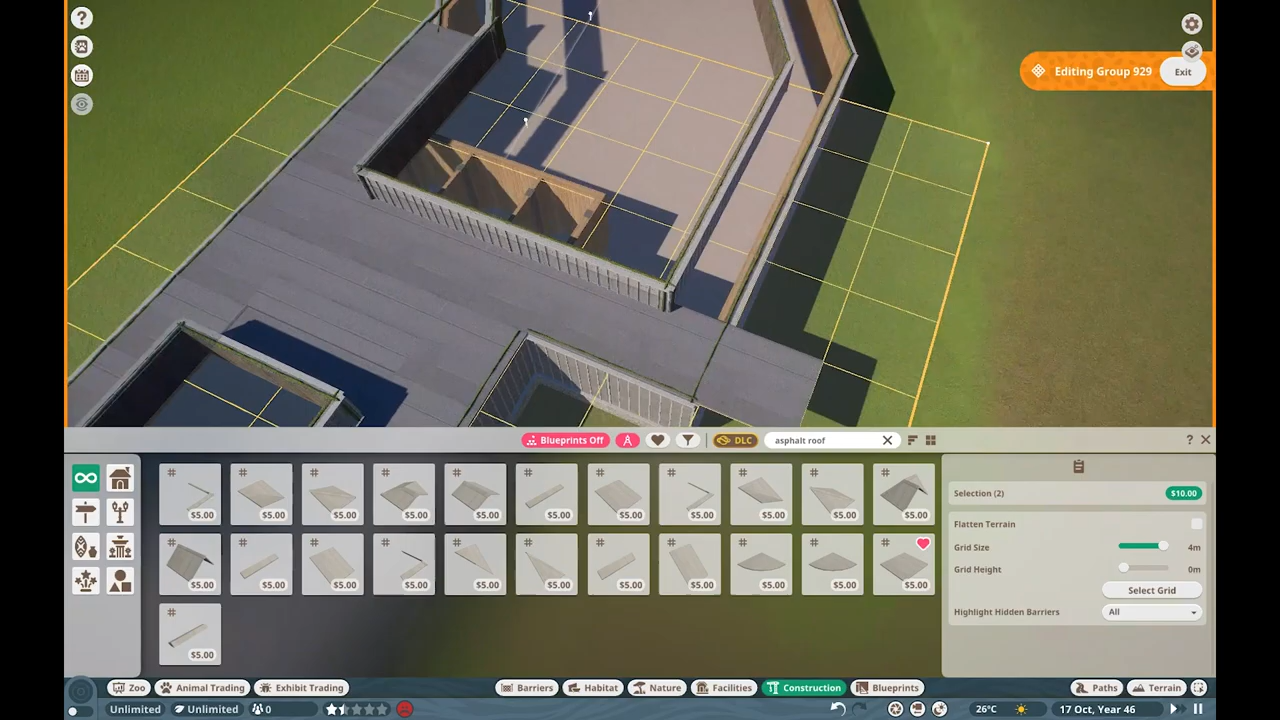 ?
Editing Group 929 Exit
Blueprints Off DLC asphalt roof
?
$5.00 $5.00 $5.00 $5.00 $5.00 $5.00 $5.00 $5.00 $5.00 $5.00 $5.00
$5.00 $5.00 $5.00 $5.00 $5.00 $5.00 $5.00 $5.00 $5.00 $5.00 $5.00
$5.00
Selection (2) $10.00
Flatten Terrain
Grid Size 4m
Grid Height 0m
Select Grid
Highlight Hidden Barriers All
Zoo Animal Trading Exhibit Trading Barriers Habitat Nature Facilities Construction Blueprints Paths Terrain
Unlimited Unlimited 0 26°C 17 Oct, Year 46